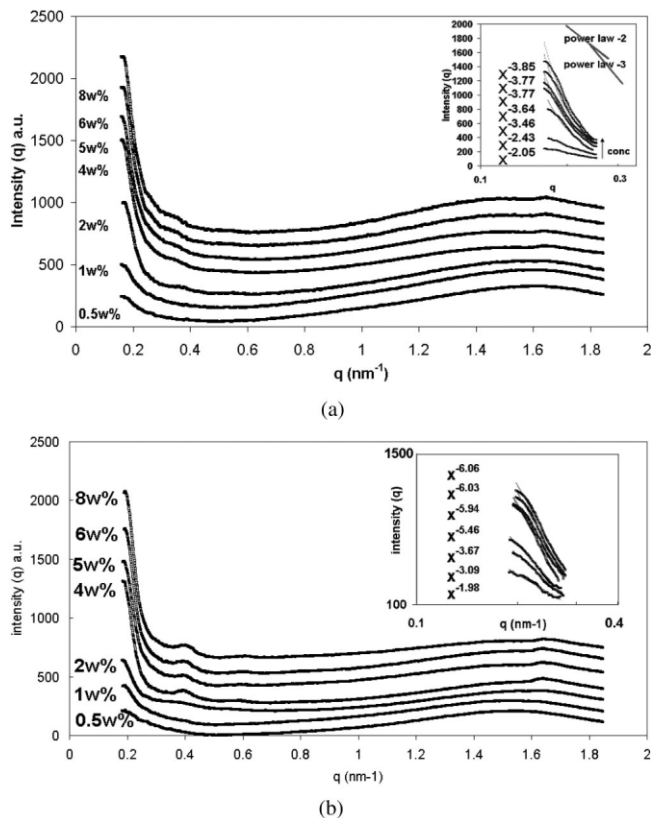 2500
2000
1500
1000
500
0
Intensity (q) a.u.
8w%
6w%
5w%
4w%
2w%
1w%
0.5w%
0 0.2 0.4 0.6 0.8 1 1.2 1.4 1.6 1.8 2
q (nm-1)
2000
1800
1600
1400
1200
1000
800
600
400
200
0
Intensity (q)
power law -2
power law -3
X-3.85
X-3.77
X-3.77
X-3.64
X-3.46
X-2.43
X-2.05
conc
0.1 q 0.3
(a)
2500
2000
1500
1000
500
0
intensity (q) a.u.
8w%
6w%
5w%
4w%
2w%
1w%
0.5w%
0 0.2 0.4 0.6 0.8 1 1.2 1.4 1.6 1.8 2
q (nm-1)
1500
100
intensity (q)
X-6.06
X-6.03
X-5.94
X-5.46
X-3.67
X-3.09
X-1.98
0.1 q (nm-1) 0.4
(b)